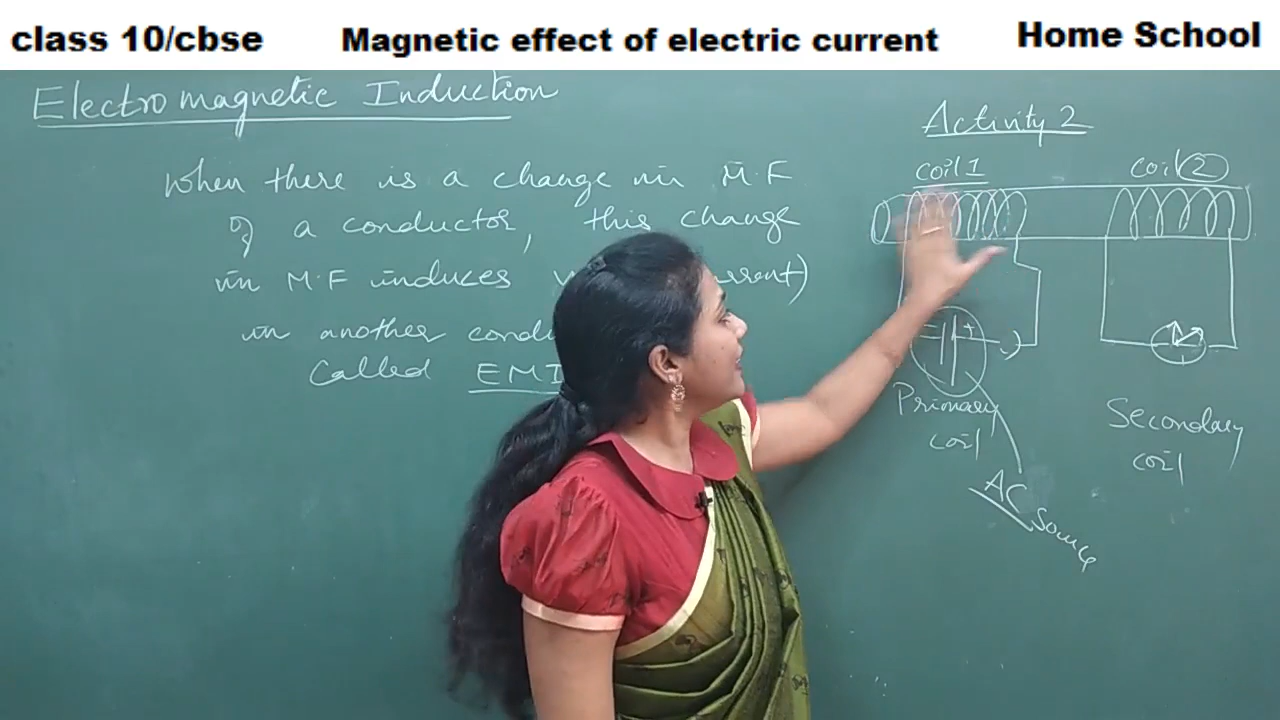 class 10/cbse
Magnetic effect of electric current
Home School
Electromagnetic Induction
When there is a change in M.F
of a conductor, this change
in M.F induces
in another
Called EMI
Activity 2
coil 1
coil 2
- +
Primary
coil
Secondary
coil
AC Source